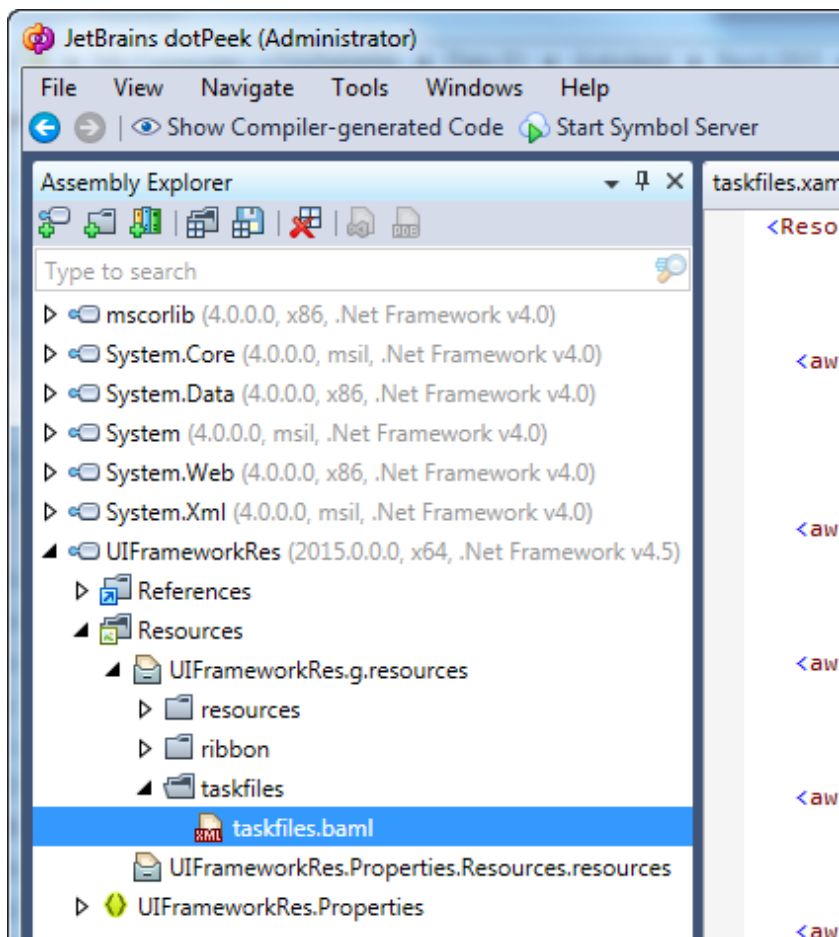 JetBrains dotPeek (Administrator)
File View Navigate Tools Windows Help
Show Compiler-generated Code Start Symbol Server
Assembly Explorer
taskfiles.xam
<Reso
Type to search
mscorlib (4.0.0.0, x86, .Net Framework v4.0)
System.Core (4.0.0.0, msil, .Net Framework v4.0)
<aw
System.Data (4.0.0.0, x86, .Net Framework v4.0)
System (4.0.0.0, msil, .Net Framework v4.0)
System.Web (4.0.0.0, x86, .Net Framework v4.0)
System.Xml (4.0.0.0, msil, .Net Framework v4.0)
<aw
UIFrameworkRes (2015.0.0.0, x64, .Net Framework v4.5)
References
Resources
UIFrameworkRes.g.resources
<aw
resources
ribbon
taskfiles
<aw
XML taskfiles.baml
UIFrameworkRes.Properties.Resources.resources
UIFrameworkRes.Properties
<aw